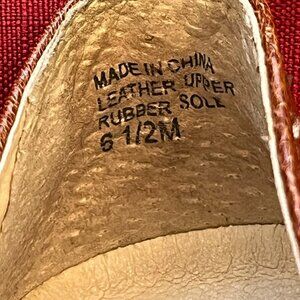 MADE IN CHINA
LEATHER UPPER
RUBBER SOLE
6 1/2M